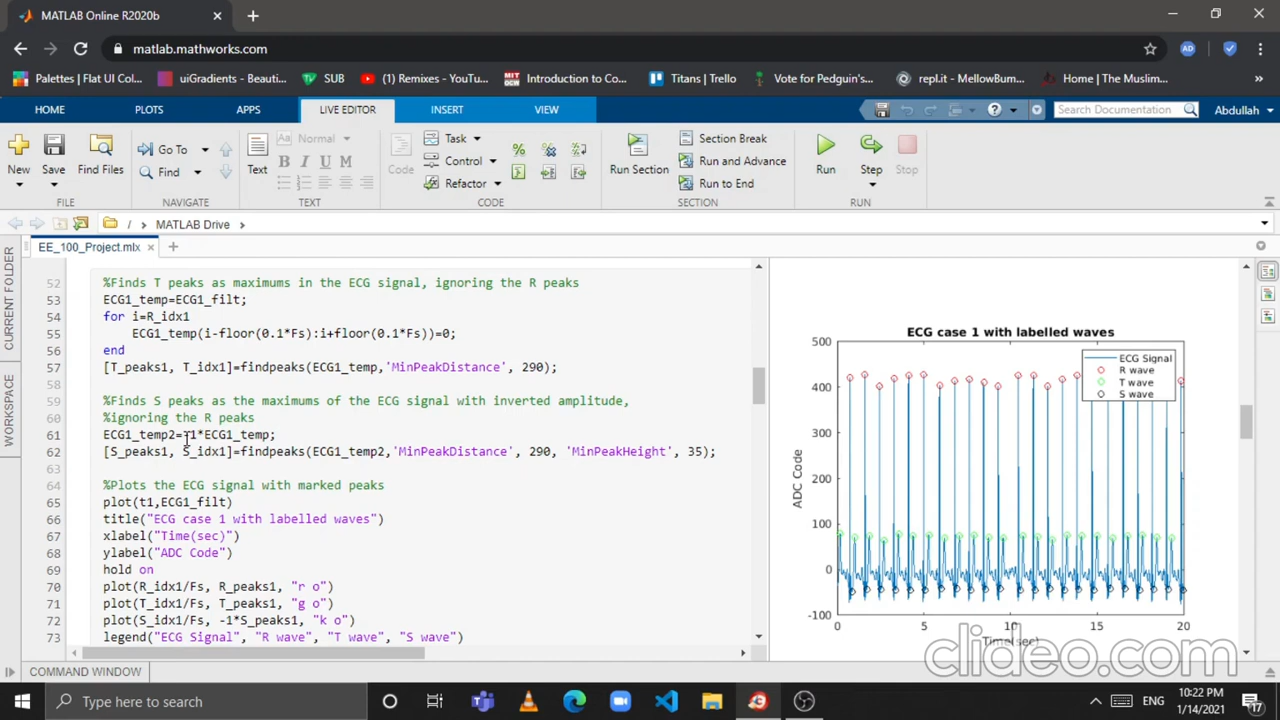 MATLAB Online R2020b
matlab.mathworks.com
AD
Palettes | Flat UI Col...
uiGradients - Beauti...
SUB
(1) Remixes - YouTu...
MIT OCW
Introduction to Co...
Titans | Trello
Vote for Pedguin's...
repl.it - MellowBum...
Home | The Muslim...
»
HOME
PLOTS
APPS
LIVE EDITOR
INSERT
VIEW
Search Documentation
Abdullah
New
Save
Find Files
Go To
Find
Text
Aa Normal
B I U M
Code
Task
Control
Refactor
Run Section
Section Break
Run and Advance
Run to End
Run
Step
Stop
FILE
NAVIGATE
TEXT
CODE
SECTION
RUN
/ MATLAB Drive
EE_100_Project.mlx
CURRENT FOLDER
WORKSPACE
52 %Finds T peaks as maximums in the ECG signal, ignoring the R peaks
53 ECG1_temp=ECG1_filt;
54 for i=R_idx1
55 ECG1_temp(i-floor(0.1*Fs):i+floor(0.1*Fs))=0;
56 end
57 [T_peaks1, T_idx1]=findpeaks(ECG1_temp,'MinPeakDistance', 290);
58
59 %Finds S peaks as the maximums of the ECG signal with inverted amplitude,
60 %ignoring the R peaks
61 ECG1_temp2=-1*ECG1_temp;
62 [S_peaks1, S_idx1]=findpeaks(ECG1_temp2,'MinPeakDistance', 290, 'MinPeakHeight', 35);
63
64 %Plots the ECG signal with marked peaks
65 plot(t1,ECG1_filt)
66 title("ECG case 1 with labelled waves")
67 xlabel("Time(sec)")
68 ylabel("ADC Code")
69 hold on
70 plot(R_idx1/Fs, R_peaks1, "r o")
71 plot(T_idx1/Fs, T_peaks1, "g o")
72 plot(S_idx1/Fs, -1*S_peaks1, "k o")
73 legend("ECG Signal", "R wave", "T wave", "S wave")
ECG case 1 with labelled waves
ECG Signal
R wave
T wave
S wave
500
400
300
200
100
0
-100
ADC Code
0 5 10 15 20
Time(sec)
clideo.com
COMMAND WINDOW
Type here to search
ENG
10:22 PM
1/14/2021
17